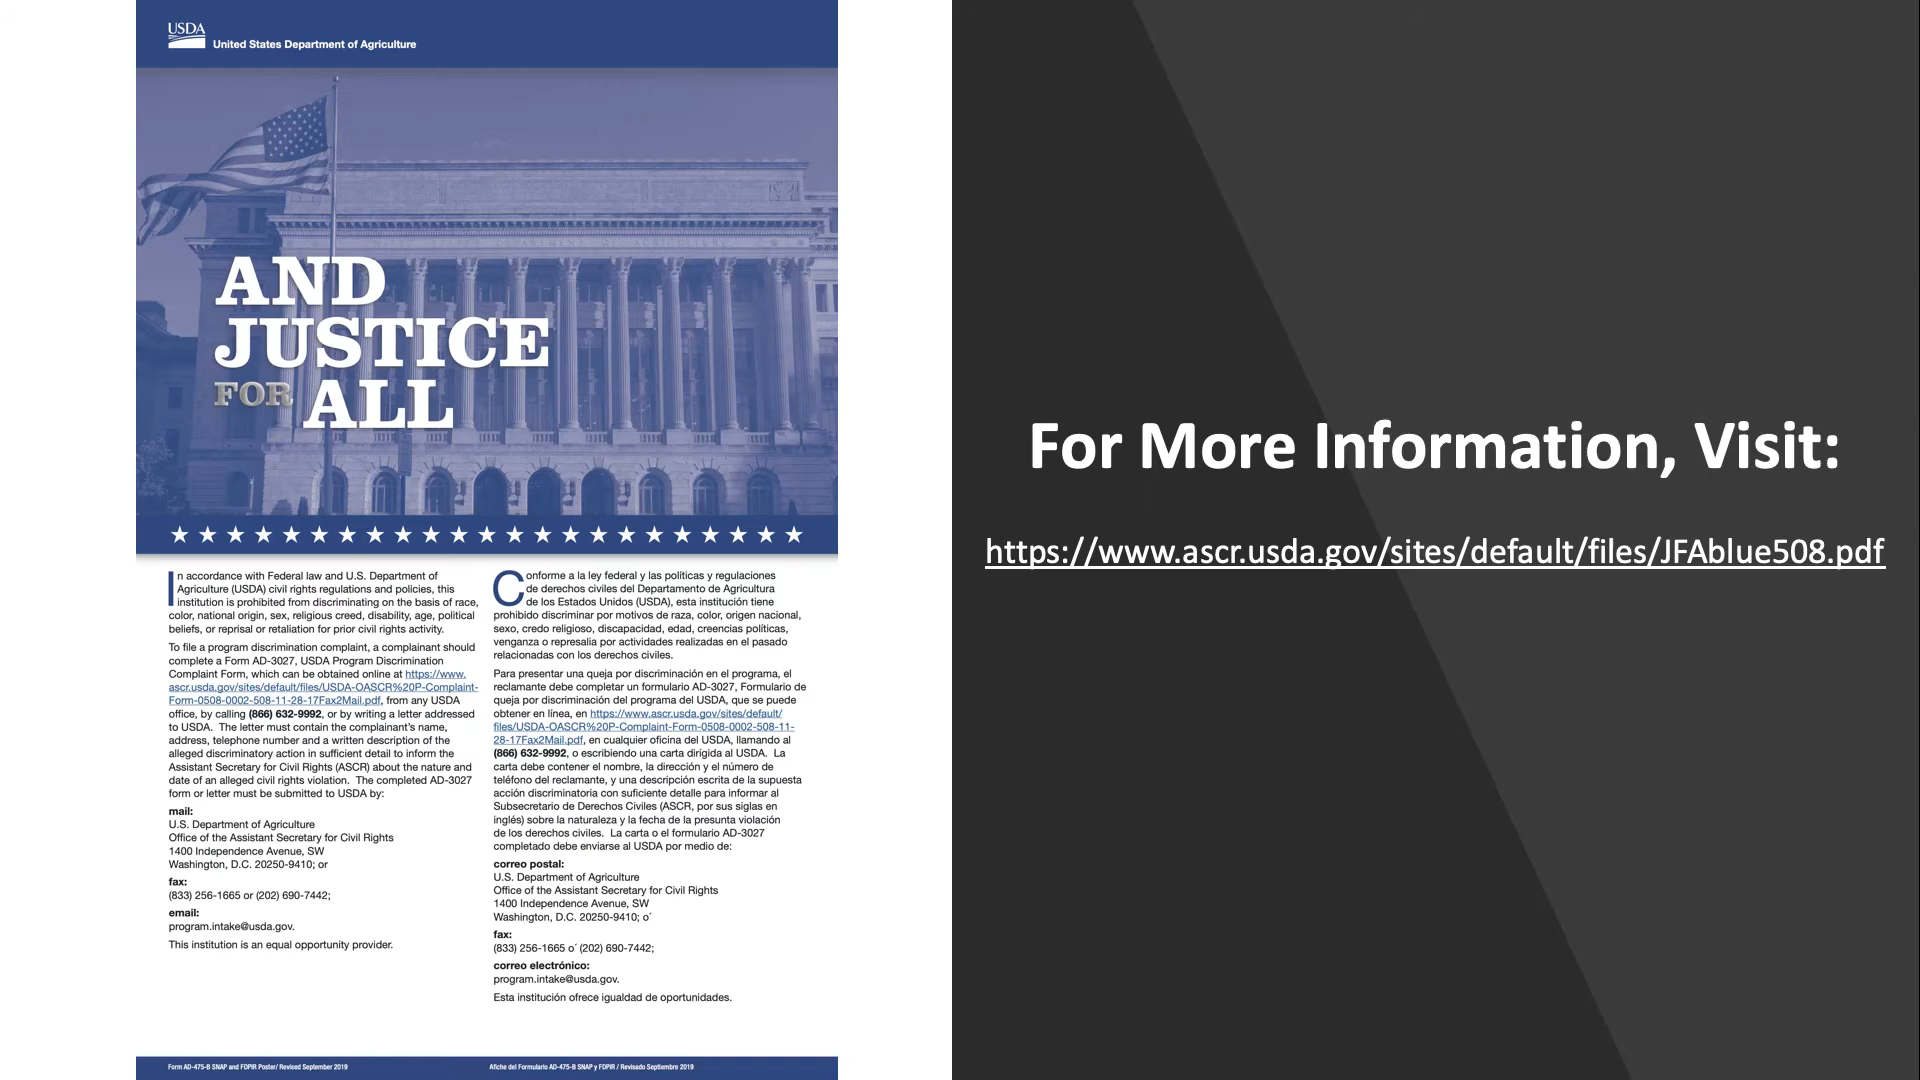 USDA
United States Department of Agriculture
AND
JUSTICE
FOR ALL
In accordance with Federal law and U.S. Department of
Agriculture (USDA) civil rights regulations and policies, this
institution is prohibited from discriminating on the basis of race,
color, national origin, sex, religious creed, disability, age, political
beliefs, or reprisal or retaliation for prior civil rights activity.
To file a program discrimination complaint, a complainant should
complete a Form AD-3027, USDA Program Discrimination
Complaint Form, which can be obtained online at https://www.
ascr.usda.gov/sites/default/files/USDA-OASCR%20P-Complaint-
Form-0508-0002-508-11-28-17Fax2Mail.pdf, from any USDA
office, by calling (866) 632-9992, or by writing a letter addressed
to USDA. The letter must contain the complainant's name,
address, telephone number and a written description of the
alleged discriminatory action in sufficient detail to inform the
Assistant Secretary for Civil Rights (ASCR) about the nature and
date of an alleged civil rights violation. The completed AD-3027
form or letter must be submitted to USDA by:
mail:
U.S. Department of Agriculture
Office of the Assistant Secretary for Civil Rights
1400 Independence Avenue, SW
Washington, D.C. 20250-9410; or
fax:
(833) 256-1665 or (202) 690-7442;
email:
program.intake@usda.gov.
This institution is an equal opportunity provider.
Conforme a la ley federal y las políticas y regulaciones
de derechos civiles del Departamento de Agricultura
de los Estados Unidos (USDA), esta institución tiene
prohibido discriminar por motivos de raza, color, origen nacional,
sexo, credo religioso, discapacidad, edad, creencias políticas,
venganza o represalia por actividades realizadas en el pasado
relacionadas con los derechos civiles.
Para presentar una queja por discriminación en el programa, el
reclamante debe completar un formulario AD-3027, Formulario de
queja por discriminación del programa del USDA, que se puede
obtener en línea, en https://www.ascr.usda.gov/sites/default/
files/USDA-OASCR%20P-Complaint-Form-0508-0002-508-11-
28-17Fax2Mail.pdf, en cualquier oficina del USDA, llamando al
(866) 632-9992, o escribiendo una carta dirigida al USDA. La
carta debe contener el nombre, la dirección y el número de
teléfono del reclamante, y una descripción escrita de la supuesta
acción discriminatoria con suficiente detalle para informar al
Subsecretario de Derechos Civiles (ASCR, por sus siglas en
inglés) sobre la naturaleza y la fecha de la presunta violación
de los derechos civiles. La carta o el formulario AD-3027
completado debe enviarse al USDA por medio de:
correo postal:
U.S. Department of Agriculture
Office of the Assistant Secretary for Civil Rights
1400 Independence Avenue, SW
Washington, D.C. 20250-9410; o´
fax:
(833) 256-1665 o´ (202) 690-7442;
correo electrónico:
program.intake@usda.gov.
Esta institución ofrece igualdad de oportunidades.
Form AD-475-B SNAP and FDPIR Poster/ Revised September 2019
Afiche del Formulario AD-475-B SNAP y FDPIR / Revisado Septiembre 2019
For More Information, Visit:
https://www.ascr.usda.gov/sites/default/files/JFAblue508.pdf